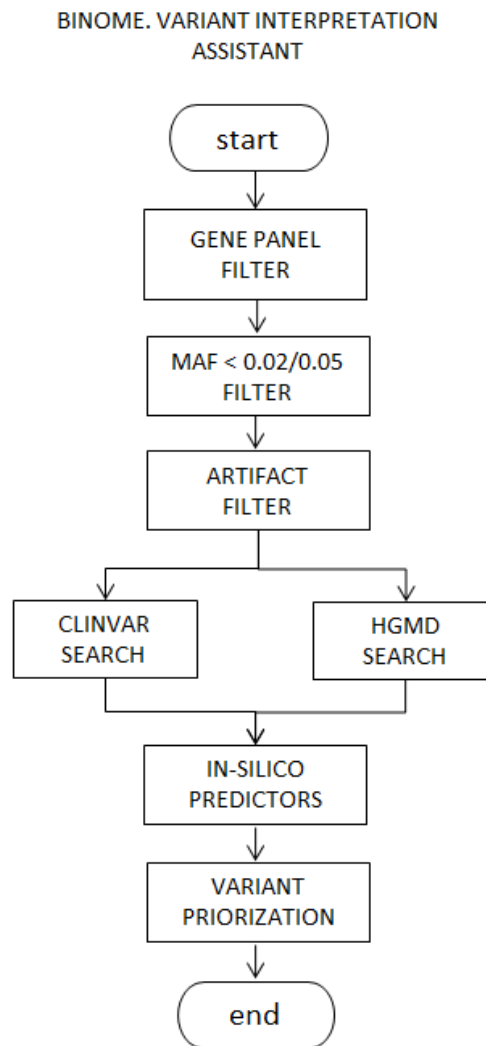 BINOME. VARIANT INTERPRETATION
ASSISTANT
start
GENE PANEL
FILTER
MAF < 0.02/0.05
FILTER
ARTIFACT
FILTER
CLINVAR
SEARCH
HGMD
SEARCH
IN-SILICO
PREDICTORS
VARIANT
PRIORIZATION
end